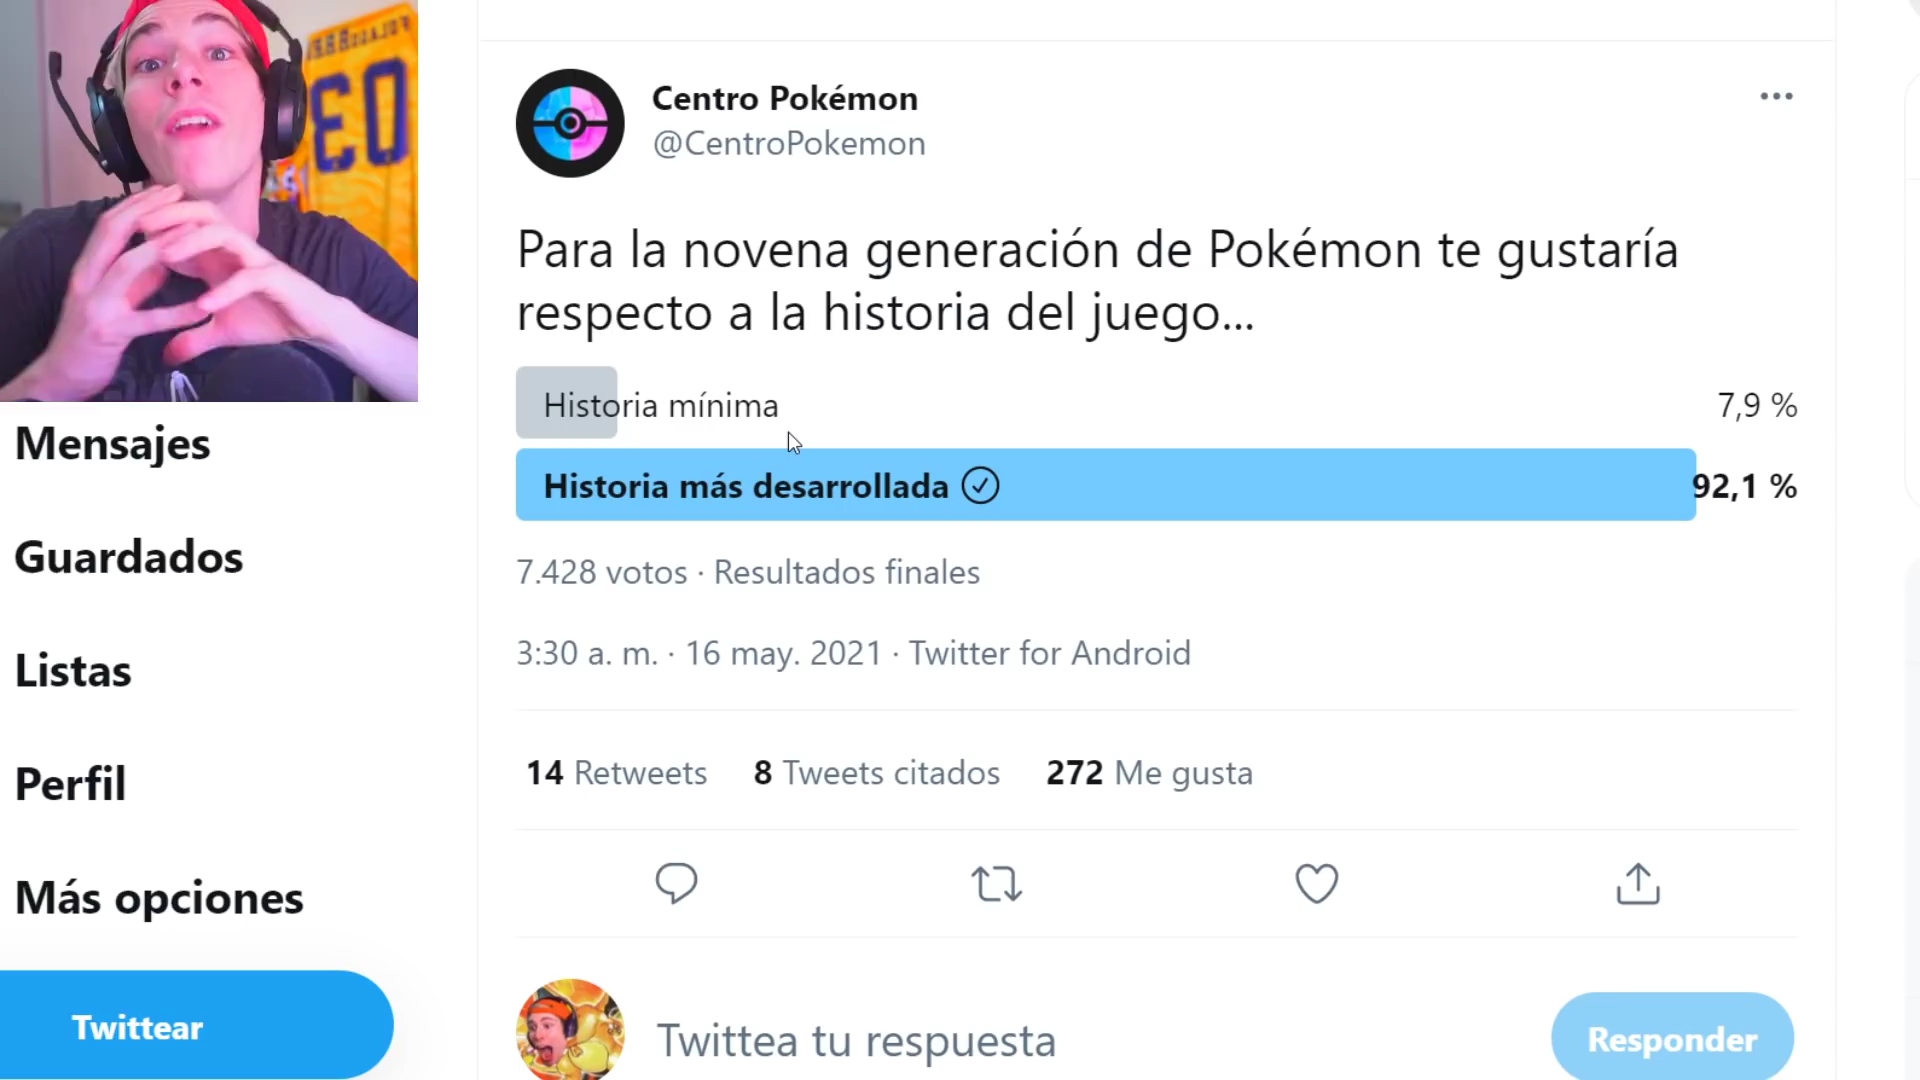 03
Mensajes
Guardados
Listas
Perfil
Más opciones
Twittear
Centro Pokémon
@CentroPokemon
Para la novena generación de Pokémon te gustaría
respecto a la historia del juego...
Historia mínima 7,9 %
Historia más desarrollada 92,1 %
7.428 votos · Resultados finales
3:30 a. m. · 16 may. 2021 · Twitter for Android
14 Retweets 8 Tweets citados 272 Me gusta
Twittea tu respuesta
Responder